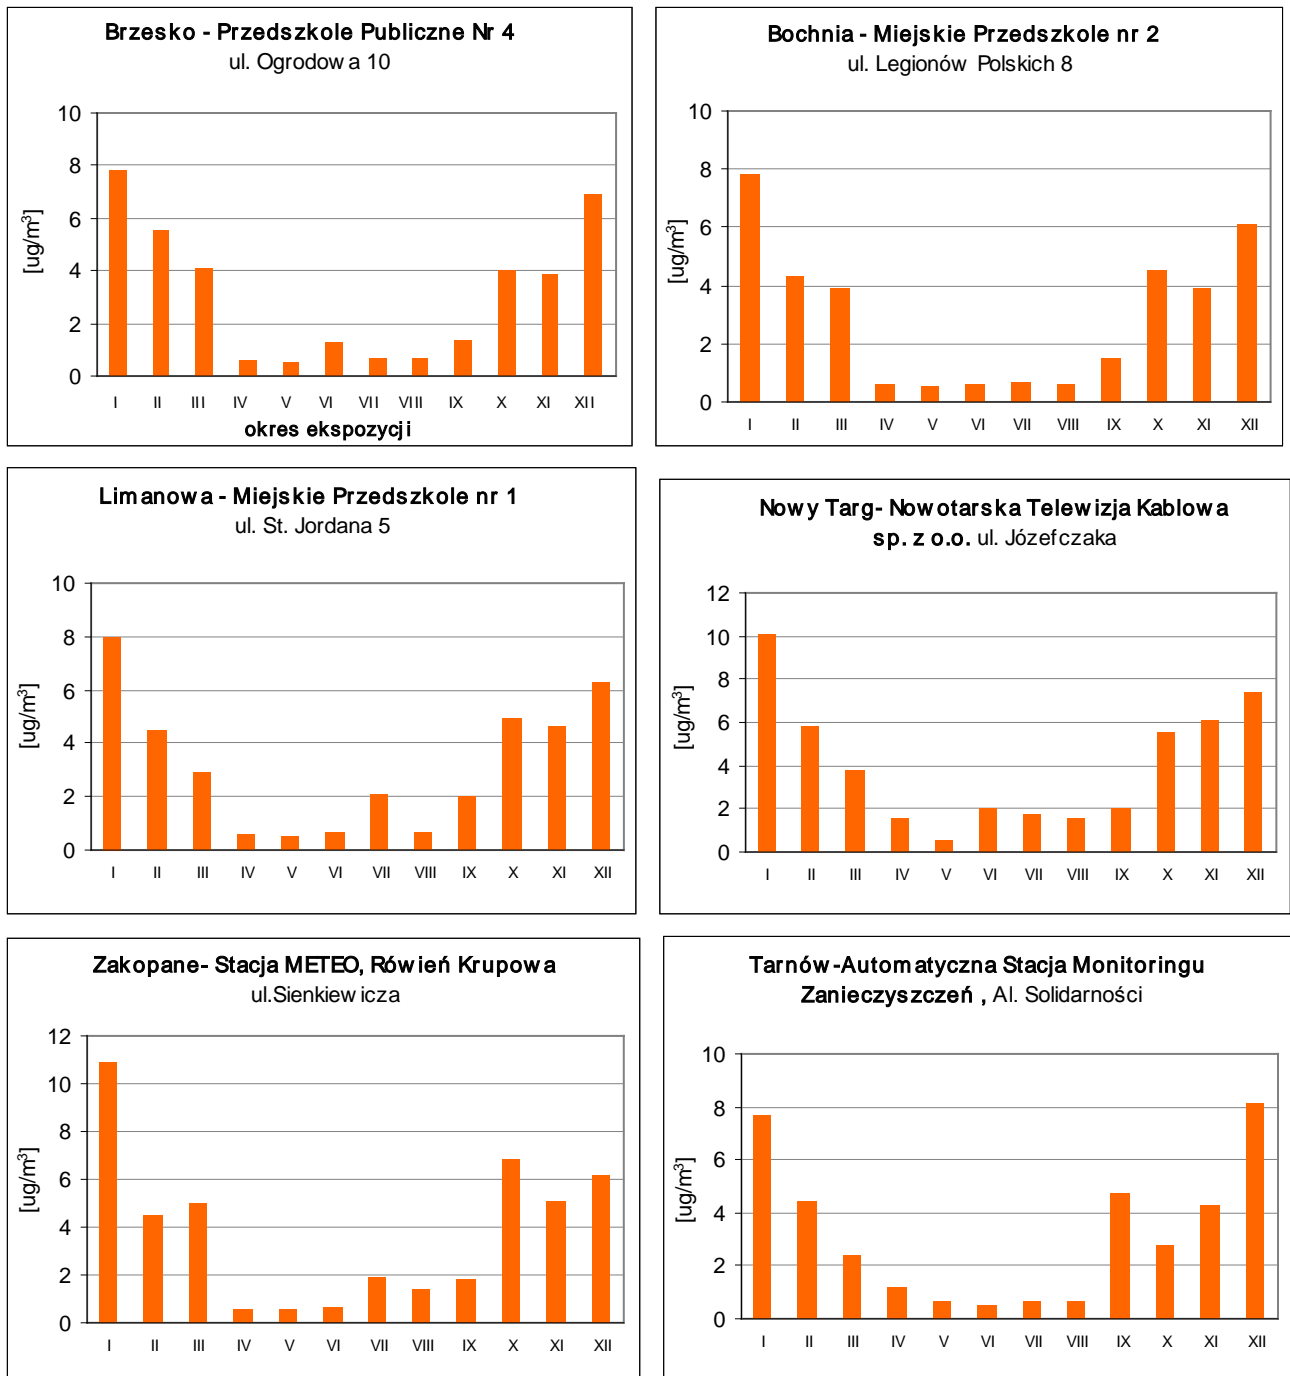 Brzesko - Przedszkole Publiczne Nr 4
ul. Ogrodowa 10
10
8
6
4
2
0
[ug/m³]
I II III IV V VI VII VIII IX X XI XII
okres ekspozycji
Bochnia - Miejskie Przedszkole nr 2
ul. Legionów Polskich 8
10
8
6
4
2
0
[ug/m³]
I II III IV V VI VII VIII IX X XI XII
Limanowa - Miejskie Przedszkole nr 1
ul. St. Jordana 5
10
8
6
4
2
0
[ug/m³]
I II III IV V VI VII VIII IX X XI XII
Nowy Targ- Nowotarska Telewizja Kablowa
sp. z o.o. ul. Józefczaka
12
10
8
6
4
2
0
[ug/m³]
I II III IV V VI VII VIII IX X XI XII
Zakopane- Stacja METEO, Rówień Krupowa
ul.Sienkiewicza
12
10
8
6
4
2
0
[ug/m³]
I II III IV V VI VII VIII IX X XI XII
Tarnów-Automatyczna Stacja Monitoringu
Zanieczyszczeń , Al. Solidarności
10
8
6
4
2
0
[ug/m³]
I II III IV V VI VII VIII IX X XI XII